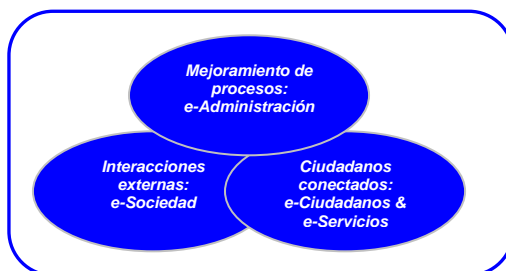 Mejoramiento de
procesos:
e-Administración
Interacciones
externas:
e-Sociedad
Ciudadanos
conectados:
e-Ciudadanos &
e-Servicios